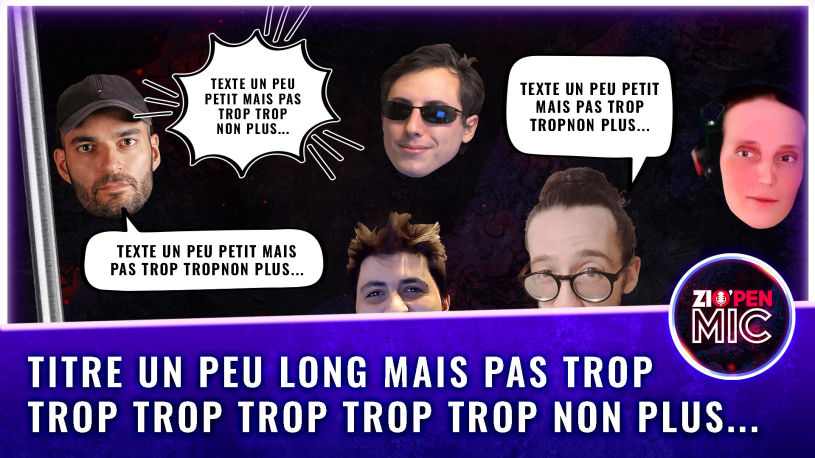 TEXTE UN PEU
PETIT MAIS PAS
TROP TROP
NON PLUS...
TEXTE UN PEU PETIT
MAIS PAS TROP
TROPNON PLUS...
TEXTE UN PEU PETIT MAIS
PAS TROP TROPNON PLUS...
ZI O'PEN
MIC
TITRE UN PEU LONG MAIS PAS TROP
TROP TROP TROP TROP TROP NON PLUS...